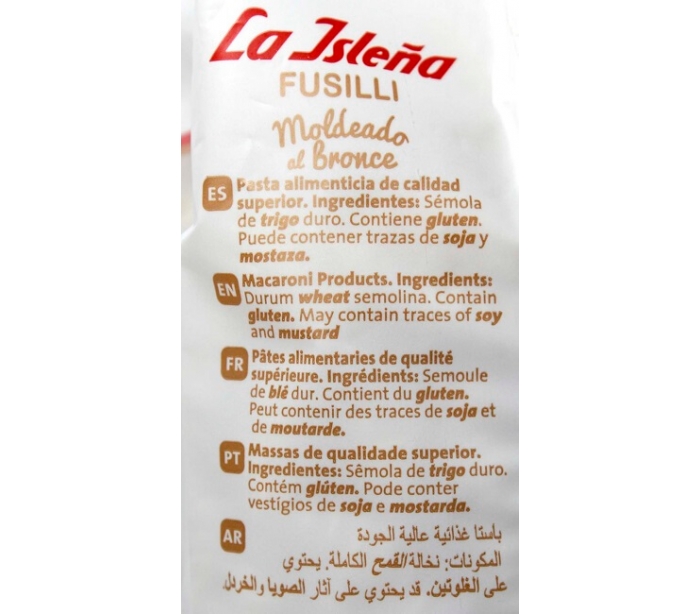 La Isleña
FUSILLI
Moldeado
al Bronce
ES
Pasta alimenticia de calidad
superior. Ingredientes: Sémola
de trigo duro. Contiene gluten.
Puede contener trazas de soja y
mostaza.
EN
Macaroni Products. Ingredients:
Durum wheat semolina. Contain
gluten. May contain traces of soy
and mustard
FR
Pâtes alimentaries de qualité
supérieure. Ingrédients: Semoule
de blé dur. Contient du gluten.
Peut contenir des traces de soja et
de moutarde.
PT
Massas de qualidade superior.
Ingredientes: Sêmola de trigo duro.
Contém glúten. Pode conter
vestígios de soja e mostarda.
AR
باستا غذائية عالية الجودة
المكونات: نخالة القمح الكاملة. يحتوي
على الغلوتين. قد يحتوي على آثار الصويا والخردل.